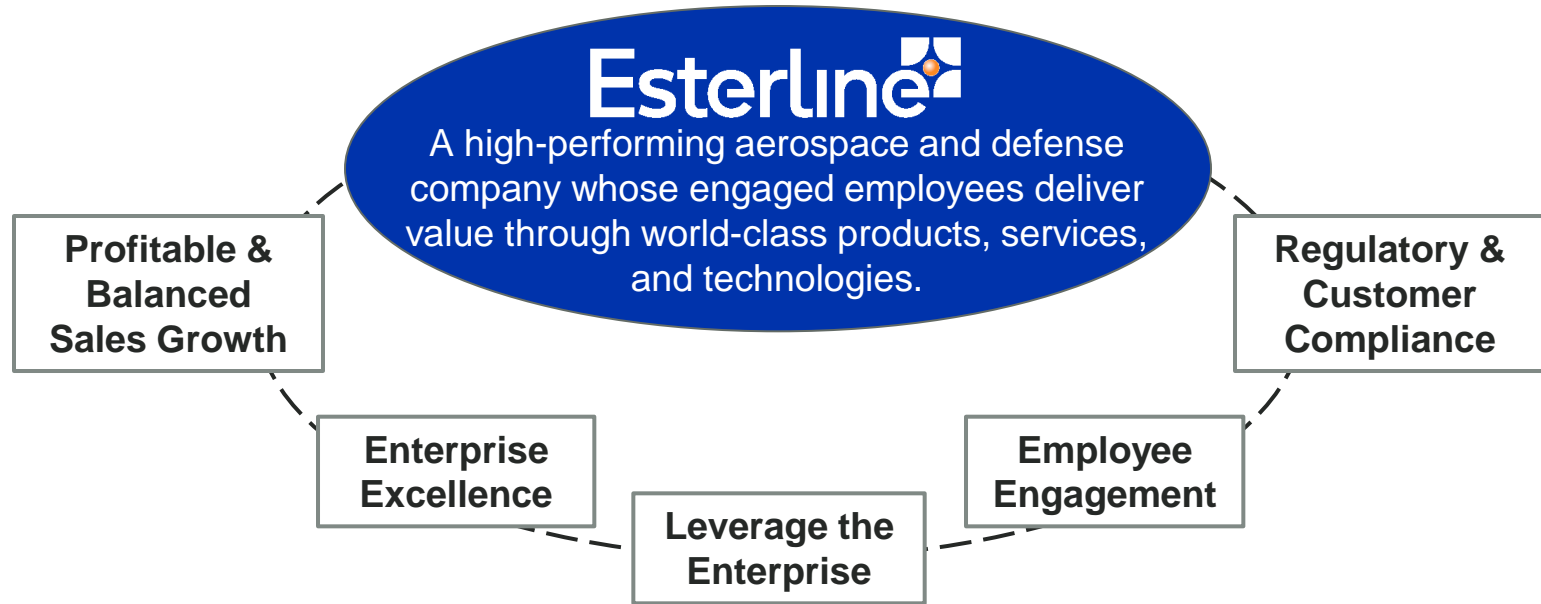 Esterline
A high-performing aerospace and defense
company whose engaged employees deliver
value through world-class products, services,
and technologies.
Profitable &
Balanced
Sales Growth
Regulatory &
Customer
Compliance
Enterprise
Excellence
Employee
Engagement
Leverage the
Enterprise